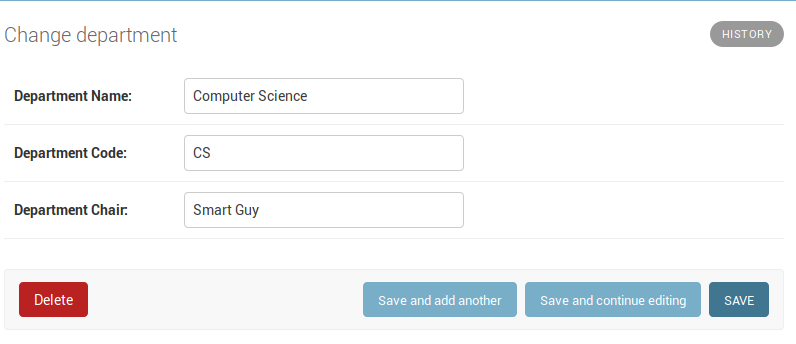 Change department
HISTORY
Department Name: Computer Science
Department Code: CS
Department Chair: Smart Guy
Delete Save and add another Save and continue editing SAVE